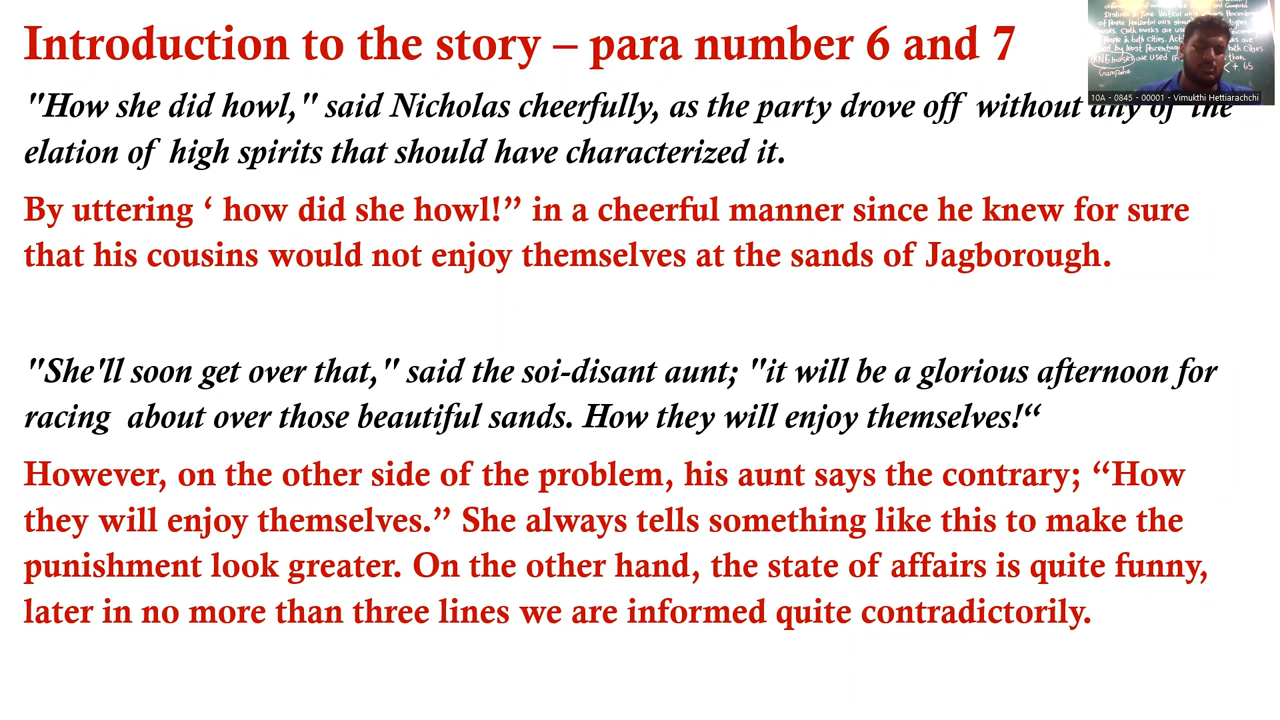 Introduction to the story – para number 6 and 7
"How she did howl," said Nicholas cheerfully, as the party drove off without any of the
elation of high spirits that should have characterized it.
By uttering ‘ how did she howl!” in a cheerful manner since he knew for sure
that his cousins would not enjoy themselves at the sands of Jagborough.
"She'll soon get over that," said the soi-disant aunt; "it will be a glorious afternoon for
racing about over those beautiful sands. How they will enjoy themselves!“
However, on the other side of the problem, his aunt says the contrary; “How
they will enjoy themselves.” She always tells something like this to make the
punishment look greater. On the other hand, the state of affairs is quite funny,
later in no more than three lines we are informed quite contradictorily.
10A - 0845 - 00001 - Vimukthi Hettiarachchi